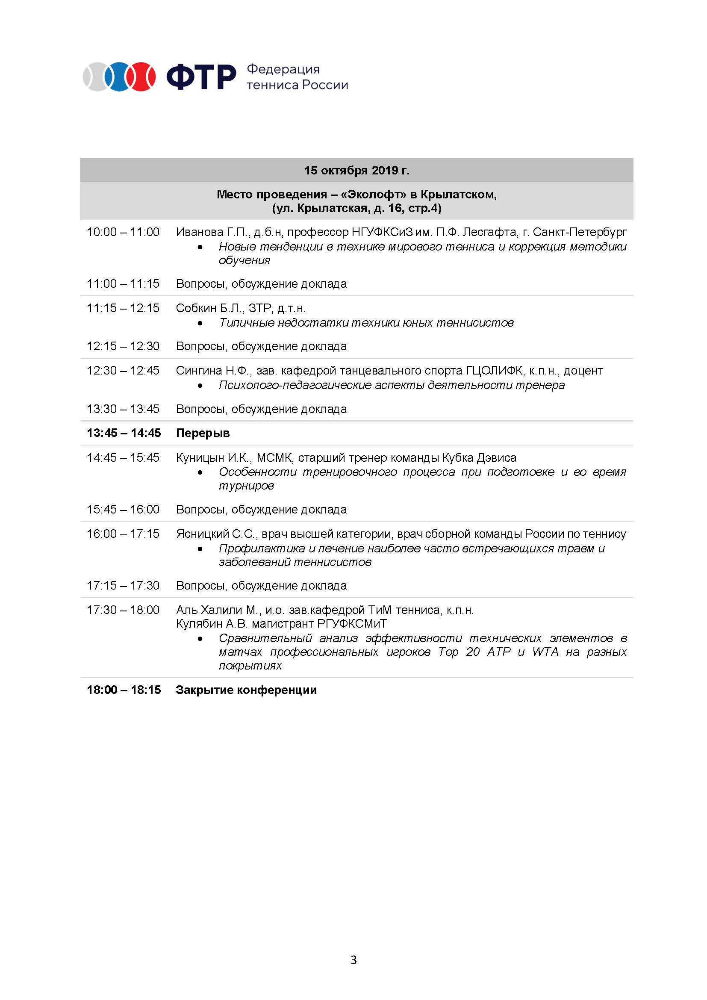 ФТР Федерация
тенниса России
15 октября 2019 г.
Место проведения – «Эколофт» в Крылатском,
(ул. Крылатская, д. 16, стр.4)
10:00 – 11:00 Иванова Г.П., д.б.н, профессор НГУФКСиЗ им. П.Ф. Лесгафта, г. Санкт-Петербург
• Новые тенденции в технике мирового тенниса и коррекция методики
обучения
11:00 – 11:15 Вопросы, обсуждение доклада
11:15 – 12:15 Собкин Б.Л., ЗТР, д.т.н.
• Типичные недостатки техники юных теннисистов
12:15 – 12:30 Вопросы, обсуждение доклада
12:30 – 12:45 Сингина Н.Ф., зав. кафедрой танцевального спорта ГЦОЛИФК, к.п.н., доцент
• Психолого-педагогические аспекты деятельности тренера
13:30 – 13:45 Вопросы, обсуждение доклада
13:45 – 14:45 Перерыв
14:45 – 15:45 Куницын И.К., МСМК, старший тренер команды Кубка Дэвиса
• Особенности тренировочного процесса при подготовке и во время
турниров
15:45 – 16:00 Вопросы, обсуждение доклада
16:00 – 17:15 Ясницкий С.С., врач высшей категории, врач сборной команды России по теннису
• Профилактика и лечение наиболее часто встречающихся травм и
заболеваний теннисистов
17:15 – 17:30 Вопросы, обсуждение доклада
17:30 – 18:00 Аль Халили М., и.о. зав.кафедрой ТиМ тенниса, к.п.н.
Кулябин А.В. магистрант РГУФКСМиТ
• Сравнительный анализ эффективности технических элементов в
матчах профессиональных игроков Top 20 ATP и WTA на разных
покрытиях
18:00 – 18:15 Закрытие конференции
3